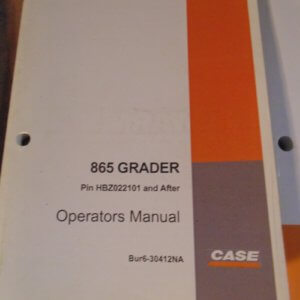 865 GRADER
Pin HBZ022101 and After
Operators Manual
Bur6-30412NA
CASE